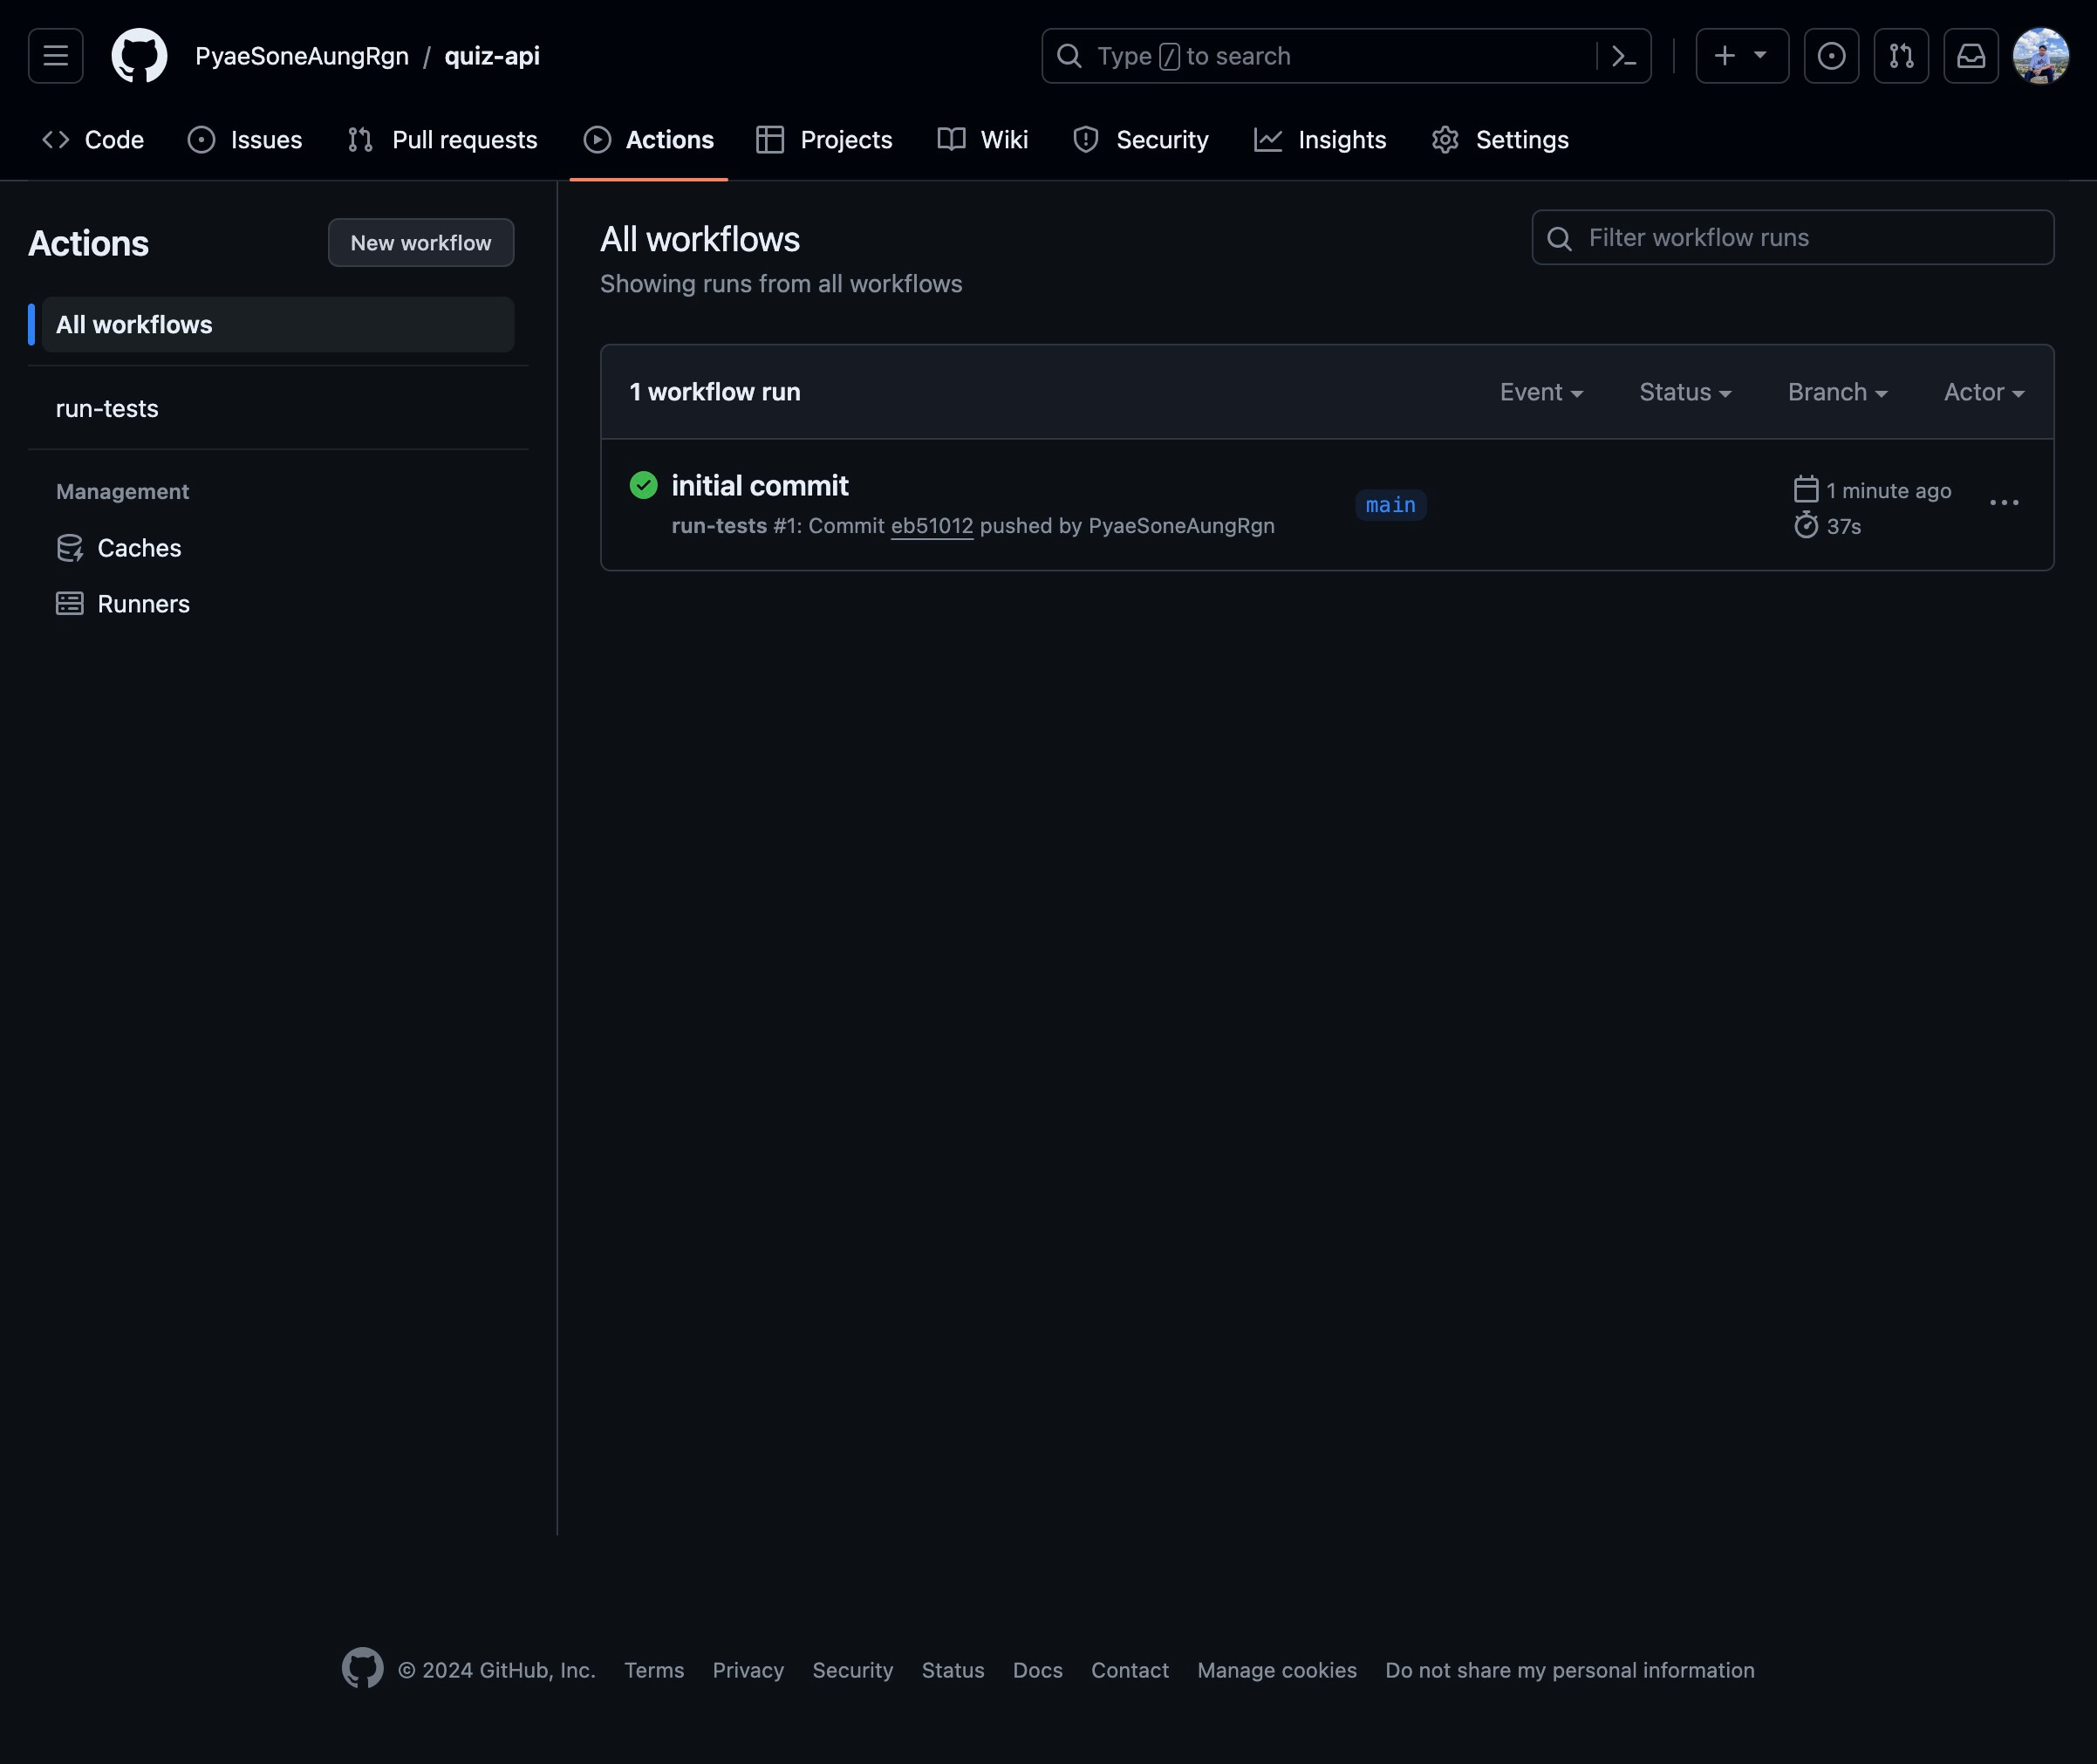 PyaeSoneAungRgn / quiz-api
Type / to search
Code Issues Pull requests Actions Projects Wiki Security Insights Settings
Actions
New workflow
All workflows
run-tests
Management
Caches
Runners
All workflows
Showing runs from all workflows
Filter workflow runs
1 workflow run
Event Status Branch Actor
initial commit
run-tests #1: Commit eb51012 pushed by PyaeSoneAungRgn
main
1 minute ago
37s
© 2024 GitHub, Inc. Terms Privacy Security Status Docs Contact Manage cookies Do not share my personal information